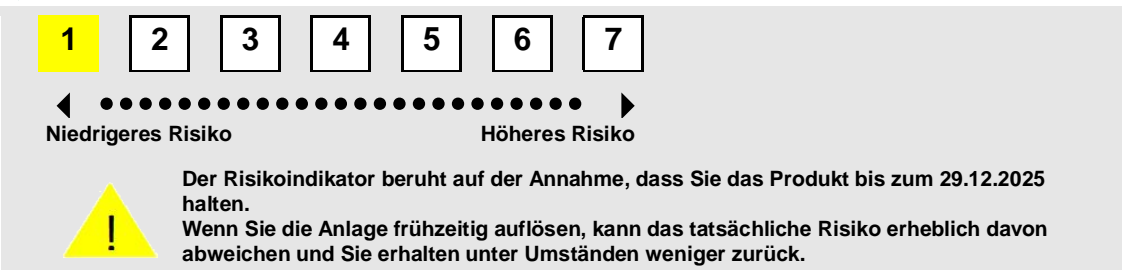 1 2 3 4 5 6 7
Niedrigeres Risiko Höheres Risiko
Der Risikoindikator beruht auf der Annahme, dass Sie das Produkt bis zum 29.12.2025
halten.
Wenn Sie die Anlage frühzeitig auflösen, kann das tatsächliche Risiko erheblich davon
abweichen und Sie erhalten unter Umständen weniger zurück.
!